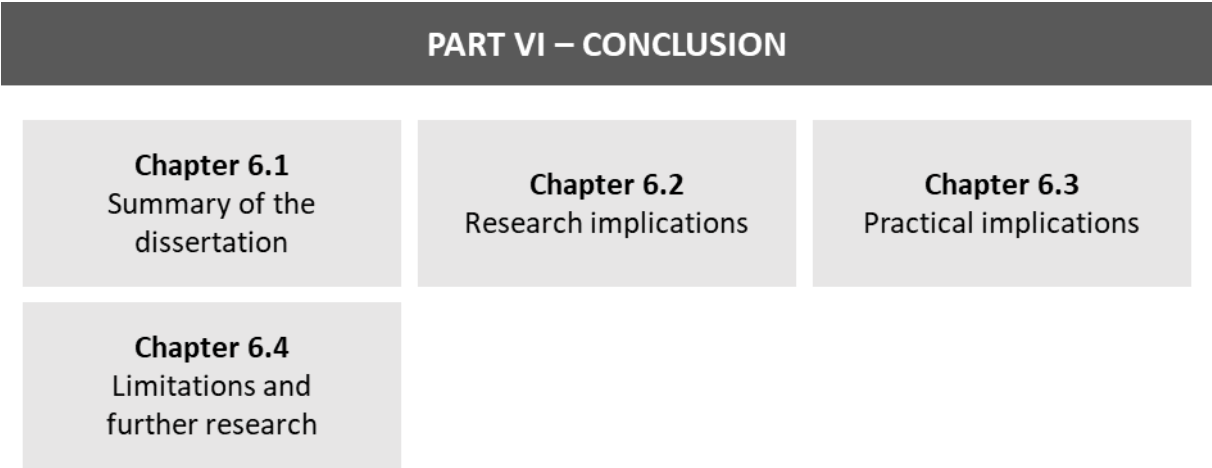 PART VI – CONCLUSION
Chapter 6.1
Summary of the
dissertation
Chapter 6.2
Research implications
Chapter 6.3
Practical implications
Chapter 6.4
Limitations and
further research